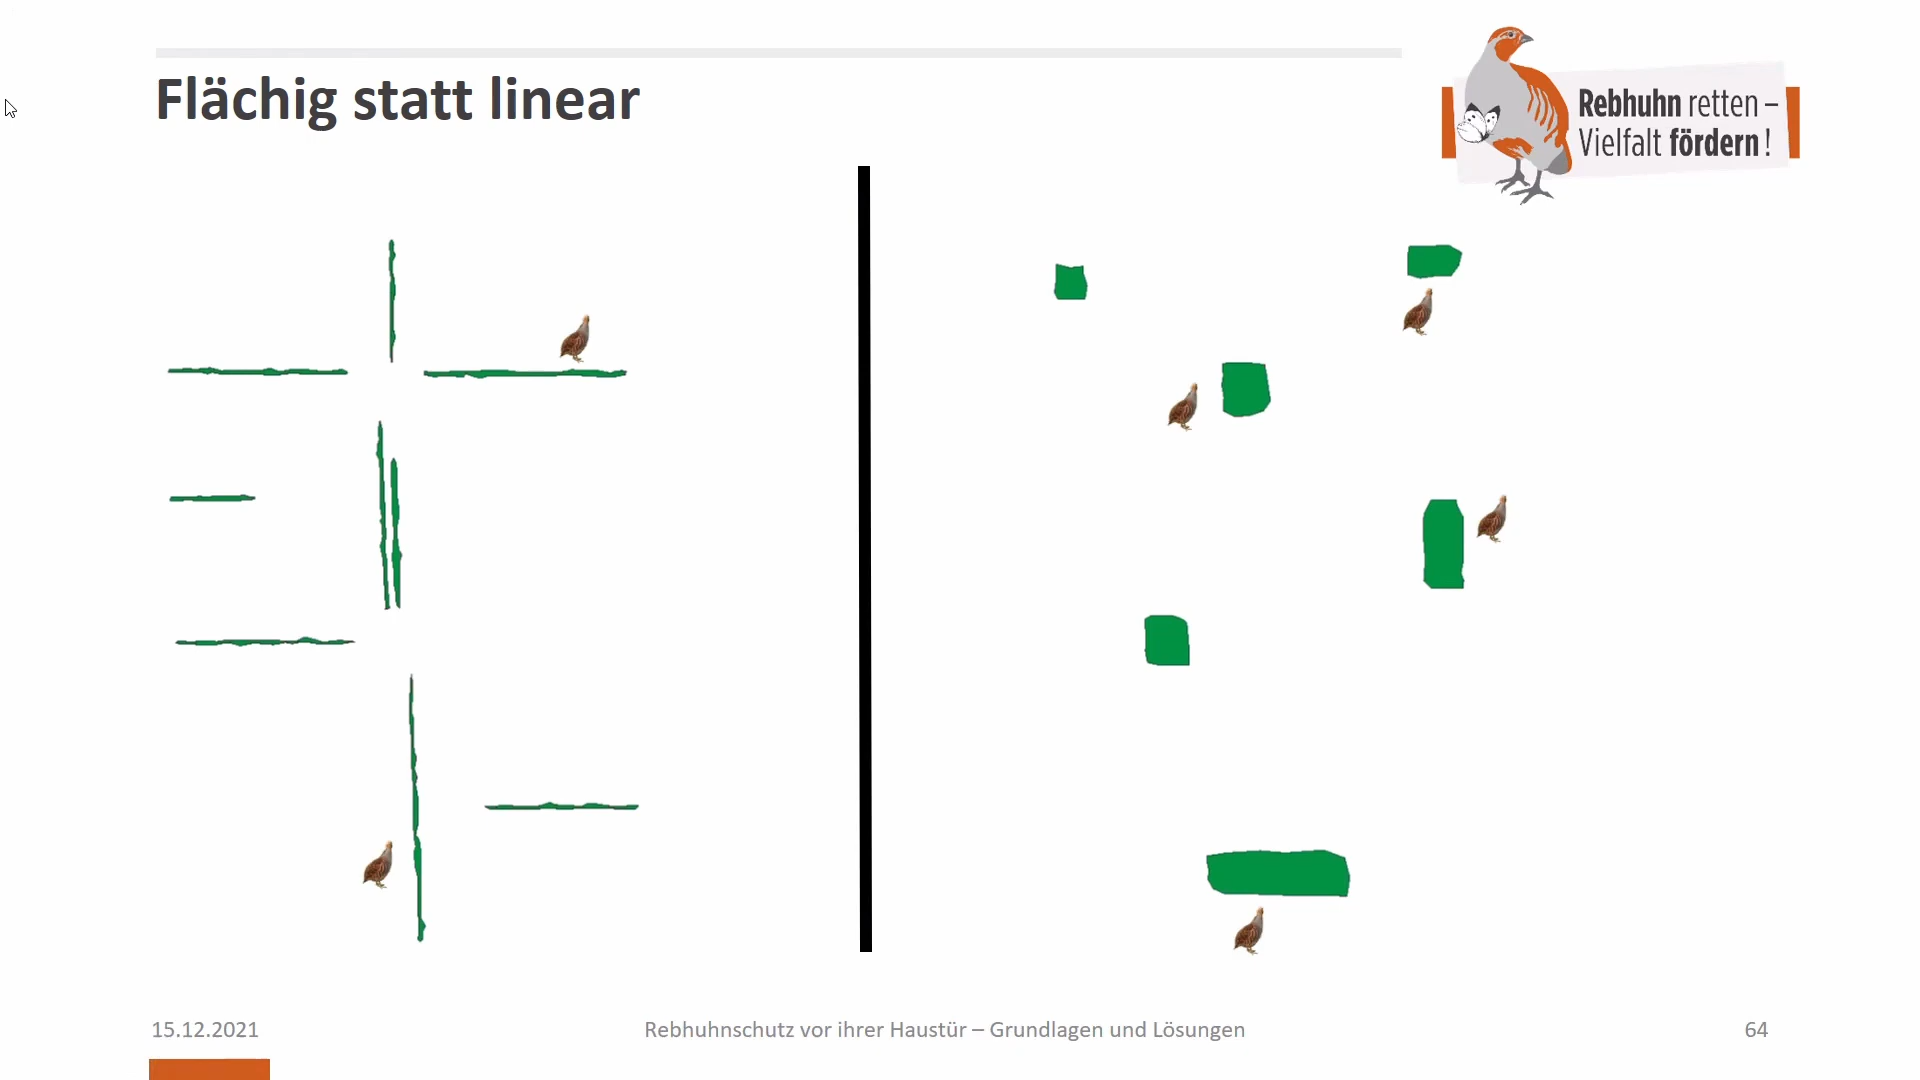 Flächig statt linear
Rebhuhn retten –
Vielfalt fördern!
15.12.2021
Rebhuhnschutz vor ihrer Haustür – Grundlagen und Lösungen
64